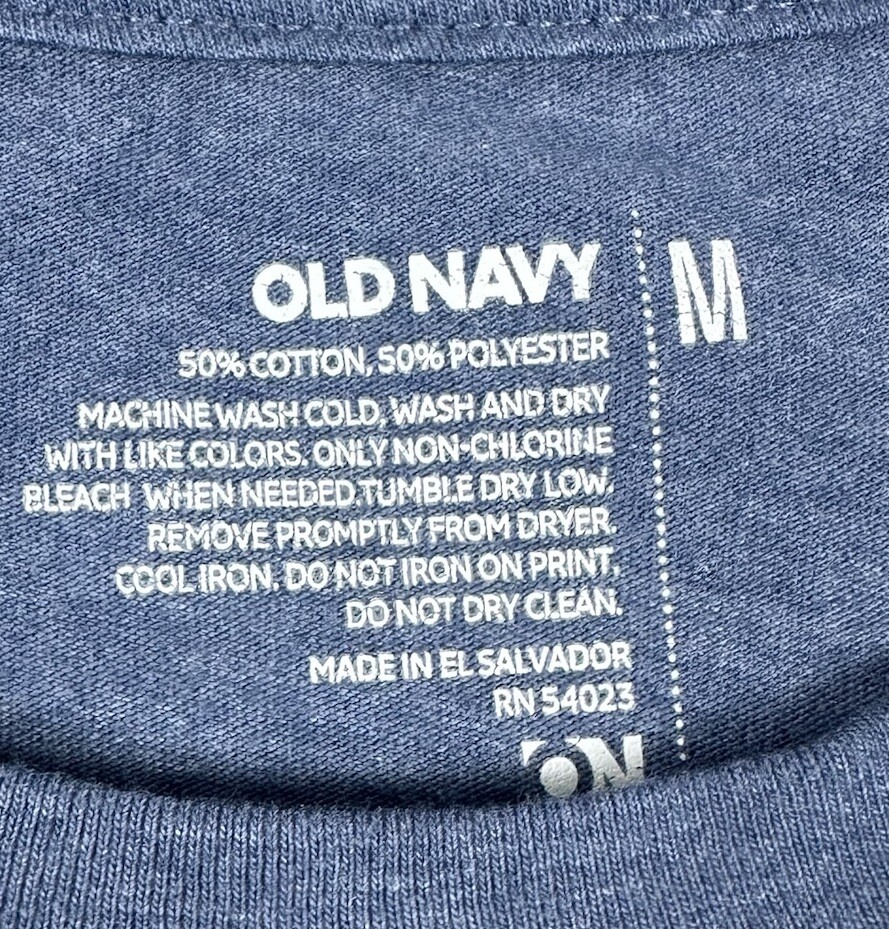 OLD NAVY
M
50% COTTON, 50% POLYESTER
MACHINE WASH COLD, WASH AND DRY
WITH LIKE COLORS. ONLY NON-CHLORINE
BLEACH WHEN NEEDED.TUMBLE DRY LOW.
REMOVE PROMPTLY FROM DRYER.
COOL IRON. DO NOT IRON ON PRINT,
DO NOT DRY CLEAN.
MADE IN EL SALVADOR
RN 54023
ON